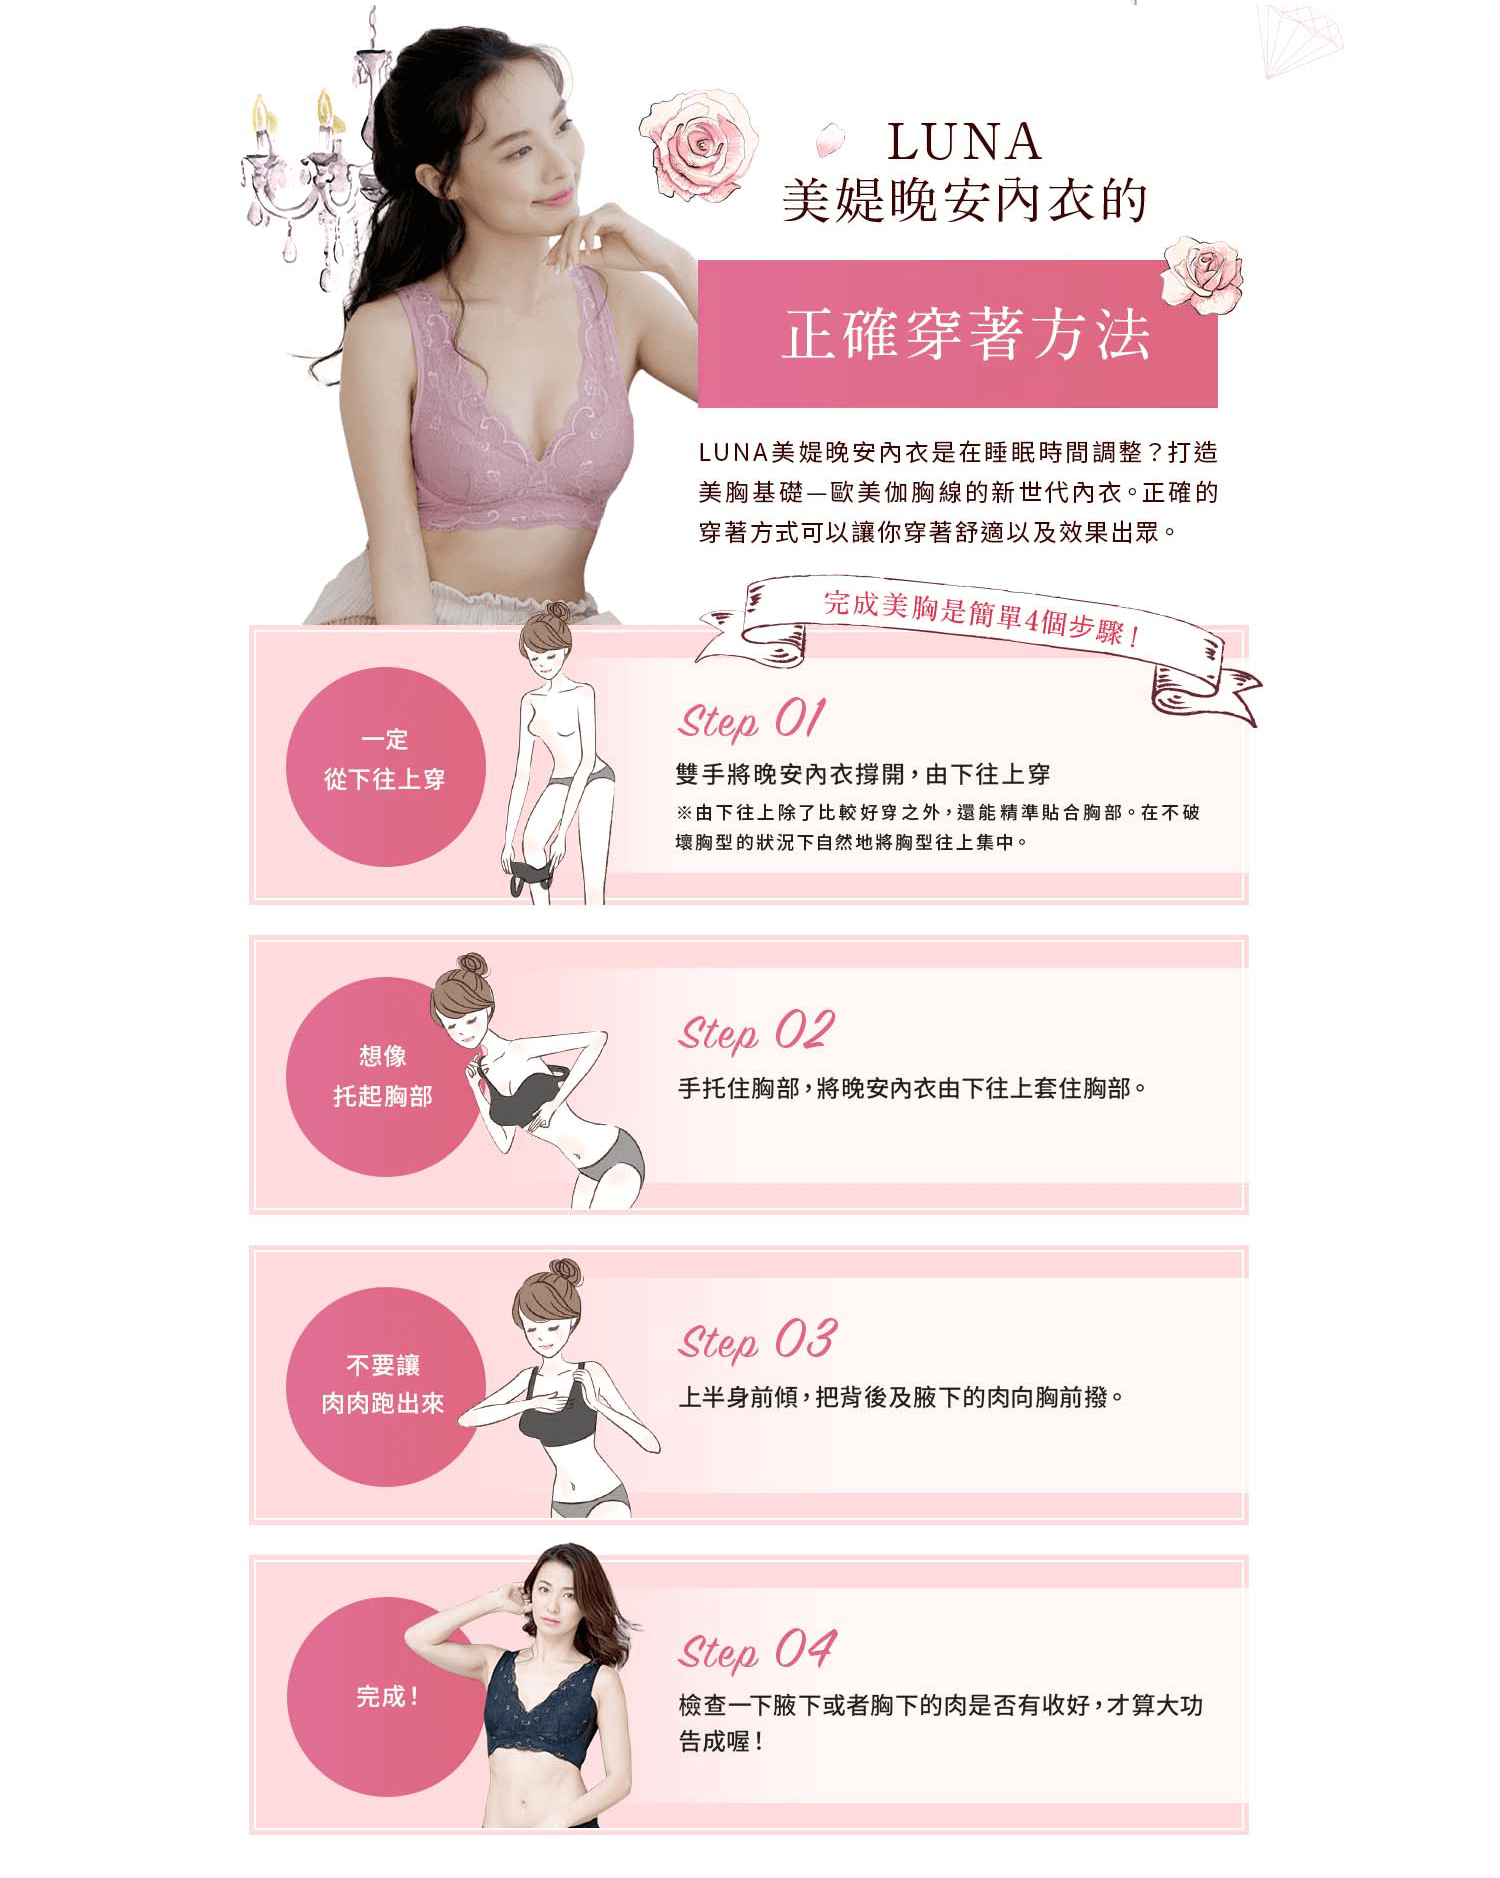 LUNA
美媞晚安內衣的
正確穿著方法
LUNA美媞晚安內衣是在睡眠時間調整？打造
美胸基礎—歐美伽胸線的新世代內衣。正確的
穿著方式可以讓你穿著舒適以及效果出眾。
完成美胸是簡單4個步驟！
一定
從下往上穿
Step 01
雙手將晚安內衣撐開，由下往上穿
※由下往上除了比較好穿之外，還能精準貼合胸部。在不破
壞胸型的狀況下自然地將胸型往上集中。
想像
托起胸部
Step 02
手托住胸部，將晚安內衣由下往上套住胸部。
不要讓
肉肉跑出來
Step 03
上半身前傾，把背後及腋下的肉向胸前撥。
完成！
Step 04
檢查一下腋下或者胸下的肉是否有收好，才算大功
告成喔！